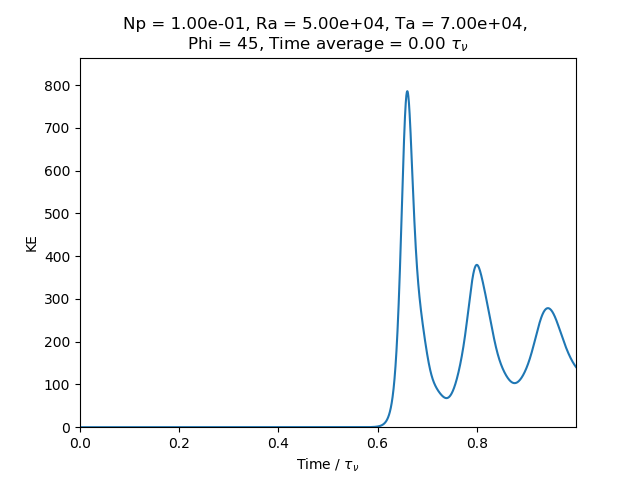 Np = 1.00e-01, Ra = 5.00e+04, Ta = 7.00e+04,
Phi = 45, Time average = 0.00 τν
KE
800
700
600
500
400
300
200
100
0
0.0 0.2 0.4 0.6 0.8
Time / τν